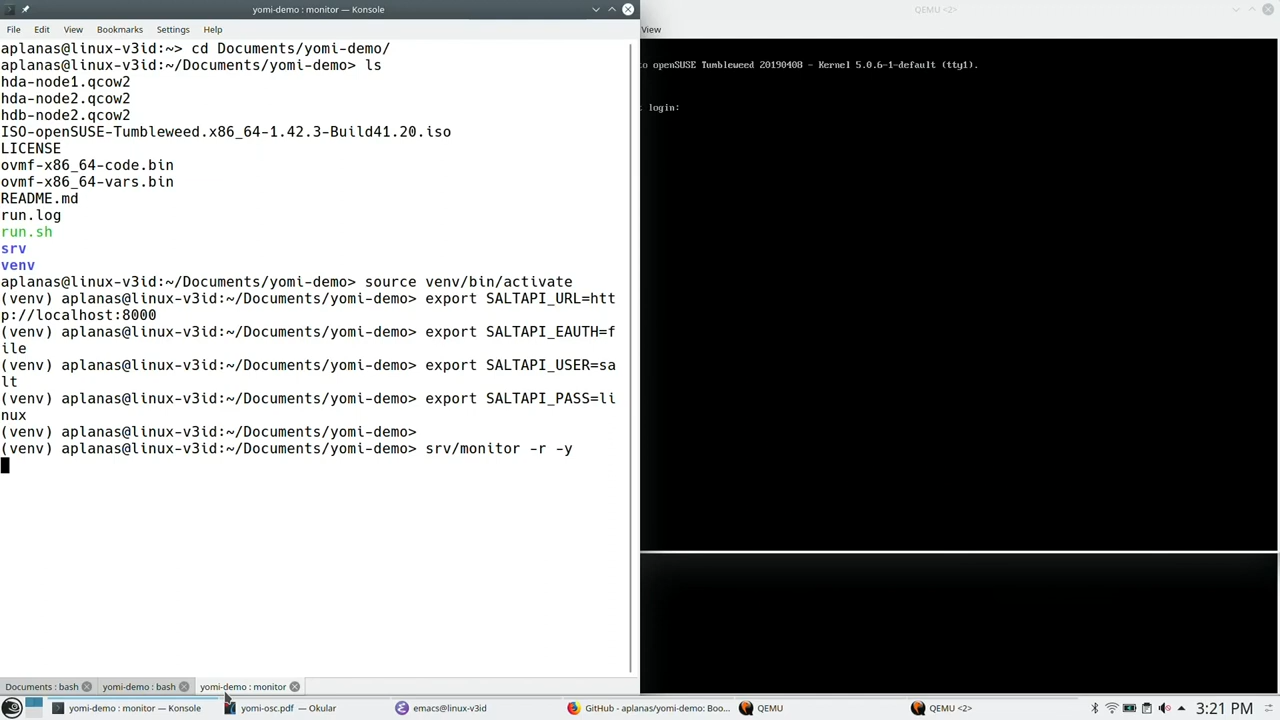 yomi-demo : monitor — Konsole
File Edit View Bookmarks Settings Help
aplanas@linux-v3id:~> cd Documents/yomi-demo/
aplanas@linux-v3id:~/Documents/yomi-demo> ls
hda-node1.qcow2
hda-node2.qcow2
hdb-node2.qcow2
ISO-openSUSE-Tumbleweed.x86_64-1.42.3-Build41.20.iso
LICENSE
ovmf-x86_64-code.bin
ovmf-x86_64-vars.bin
README.md
run.log
run.sh
srv
venv
aplanas@linux-v3id:~/Documents/yomi-demo> source venv/bin/activate
(venv) aplanas@linux-v3id:~/Documents/yomi-demo> export SALTAPI_URL=htt
p://localhost:8000
(venv) aplanas@linux-v3id:~/Documents/yomi-demo> export SALTAPI_EAUTH=f
ile
(venv) aplanas@linux-v3id:~/Documents/yomi-demo> export SALTAPI_USER=sa
lt
(venv) aplanas@linux-v3id:~/Documents/yomi-demo> export SALTAPI_PASS=li
nux
(venv) aplanas@linux-v3id:~/Documents/yomi-demo>
(venv) aplanas@linux-v3id:~/Documents/yomi-demo> srv/monitor -r -y
Documents : bash yomi-demo : bash yomi-demo : monitor
QEMU <2>
View
to openSUSE Tumbleweed 20190408 - Kernel 5.0.6-1-default (tty1).
login:
yomi-demo : monitor — Konsole yomi-osc.pdf — Okular emacs@linux-v3id GitHub - aplanas/yomi-demo: Boo... QEMU QEMU <2> 3:21 PM